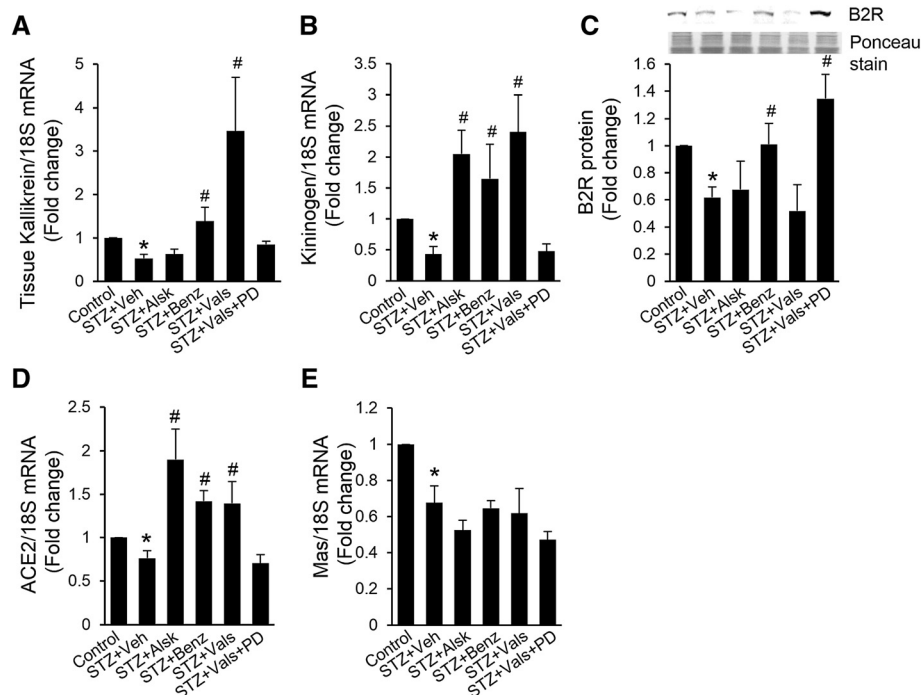 A
Tissue Kallikrein/18S mRNA
(Fold change)
5
4
3
2
1
0
*
#
#
Control
STZ+Veh
STZ+Alsk
STZ+Benz
STZ+Vals
STZ+Vals+PD
B
Kininogen/18S mRNA
(Fold change)
3.5
3
2.5
2
1.5
1
0.5
0
*
#
#
#
Control
STZ+Veh
STZ+Alsk
STZ+Benz
STZ+Vals
STZ+Vals+PD
C
B2R
Ponceau
stain
B2R protein
(Fold change)
1.6
1.4
1.2
1
0.8
0.6
0.4
0.2
0
*
#
#
Control
STZ+Veh
STZ+Alsk
STZ+Benz
STZ+Vals
STZ+Vals+PD
D
ACE2/18S mRNA
(Fold change)
2.5
2
1.5
1
0.5
0
*
#
#
#
Control
STZ+Veh
STZ+Alsk
STZ+Benz
STZ+Vals
STZ+Vals+PD
E
Mas/18S mRNA
(Fold change)
1.2
1
0.8
0.6
0.4
0.2
0
*
Control
STZ+Veh
STZ+Alsk
STZ+Benz
STZ+Vals
STZ+Vals+PD